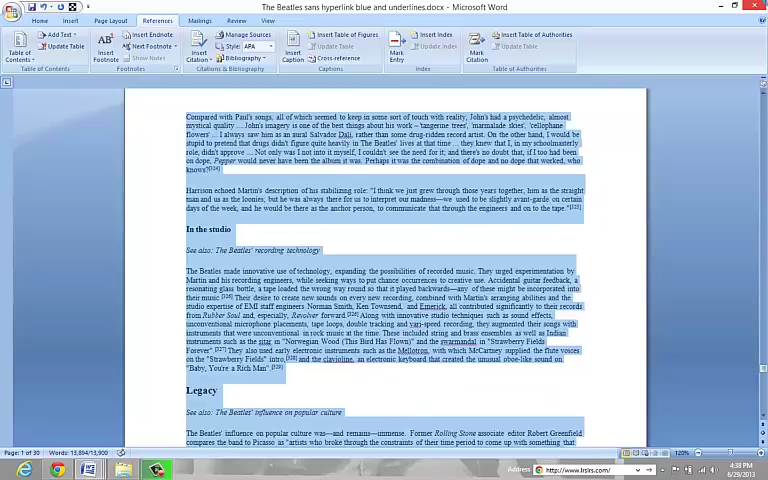 The Beatles sans hyperlink blue and underlines.docx - Microsoft Word
Home Insert Page Layout References Mailings Review View
Table of Contents
Add Text
Update Table
Table of Contents
AB
Insert Footnote
Insert Endnote
Next Footnote
Show Notes
Footnotes
Insert Citation
Manage Sources
Style: APA
Bibliography
Citations & Bibliography
Insert Caption
Insert Table of Figures
Update Table
Cross-reference
Captions
Mark Entry
Insert Index
Update Index
Index
Mark Citation
Insert Table of Authorities
Update Table
Table of Authorities
Compared with Paul's songs, all of which seemed to keep in some sort of touch with reality, John's had a psychedelic, almost
mystical quality ... John's imagery is one of the best things about his work – 'tangerine trees', 'marmalade skies', 'cellophane
flowers' ... I always saw him as an aural Salvador Dalí, rather than some drug-ridden record artist. On the other hand, I would be
stupid to pretend that drugs didn't figure quite heavily in The Beatles' lives at that time ... they knew that I, in my schoolmasterly
role, didn't approve ... Not only was I not into it myself, I couldn't see the need for it; and there's no doubt that, if I too had been
on dope, Pepper would never have been the album it was. Perhaps it was the combination of dope and no dope that worked, who
knows?[324]
Harrison echoed Martin's description of his stabilizing role: "I think we just grew through those years together, him as the straight
man and us as the loonies; but he was always there for us to interpret our madness—we used to be slightly avant-garde on certain
days of the week, and he would be there as the anchor person, to communicate that through the engineers and on to the tape."[325]
In the studio
See also: The Beatles' recording technology
The Beatles made innovative use of technology, expanding the possibilities of recorded music. They urged experimentation by
Martin and his recording engineers, while seeking ways to put chance occurrences to creative use. Accidental guitar feedback, a
resonating glass bottle, a tape loaded the wrong way round so that it played backwards—any of these might be incorporated into
their music.[326] Their desire to create new sounds on every new recording, combined with Martin's arranging abilities and the
studio expertise of EMI staff engineers Norman Smith, Ken Townsend, and Geoff Emerick, all contributed significantly to their records
from Rubber Soul and, especially, Revolver forward.[326] Along with innovative studio techniques such as sound effects,
unconventional microphone placements, tape loops, double tracking and vari-speed recording, they augmented their songs with
instruments that were unconventional in rock music at the time. These included string and brass ensembles as well as Indian
instruments such as the sitar in "Norwegian Wood (This Bird Has Flown)" and the swarmandal in "Strawberry Fields
Forever".[327] They also used early electronic instruments such as the Mellotron, with which McCartney supplied the flute voices
on the "Strawberry Fields" intro,[328] and the clavioline, an electronic keyboard that created the unusual oboe-like sound on
"Baby, You're a Rich Man".[329]
Legacy
See also: The Beatles' influence on popular culture
The Beatles' influence on popular culture was—and remains—immense. Former Rolling Stone associate editor Robert Greenfield
compares the band to Picasso as "artists who broke through the constraints of their time period to come up with something that
Page: 1 of 30 Words: 13,894/13,900 120%
Address http://www.lrslrs.com/
4:38 PM
6/29/2013